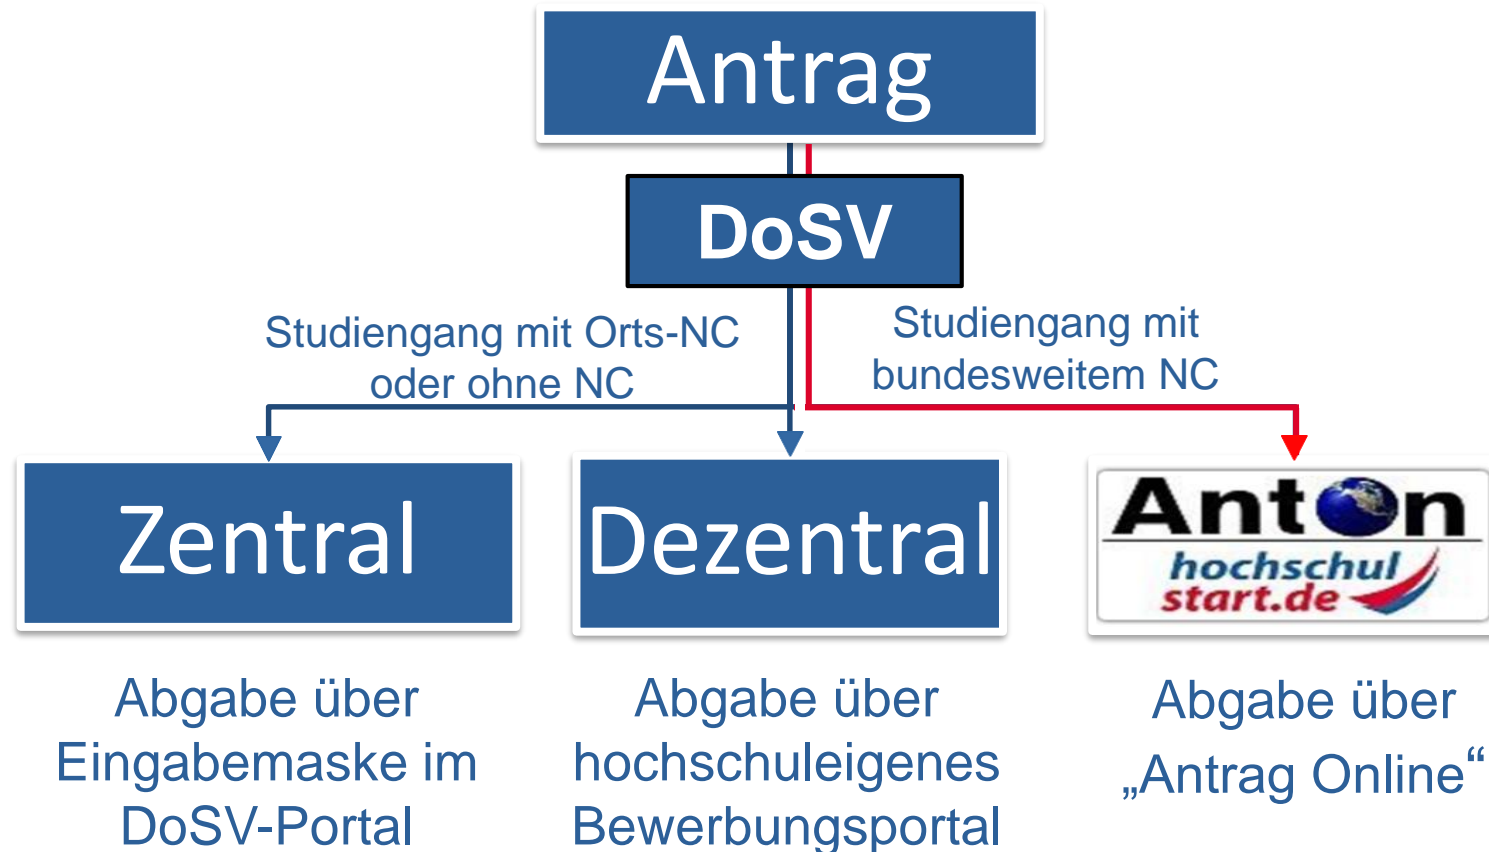 Antrag
DoSV
Studiengang mit Orts-NC
oder ohne NC
Studiengang mit
bundesweitem NC
Zentral
Dezentral
Anton
hochschul
start.de
Abgabe über
Eingabemaske im
DoSV-Portal
Abgabe über
hochschuleigenes
Bewerbungsportal
Abgabe über
„Antrag Online“